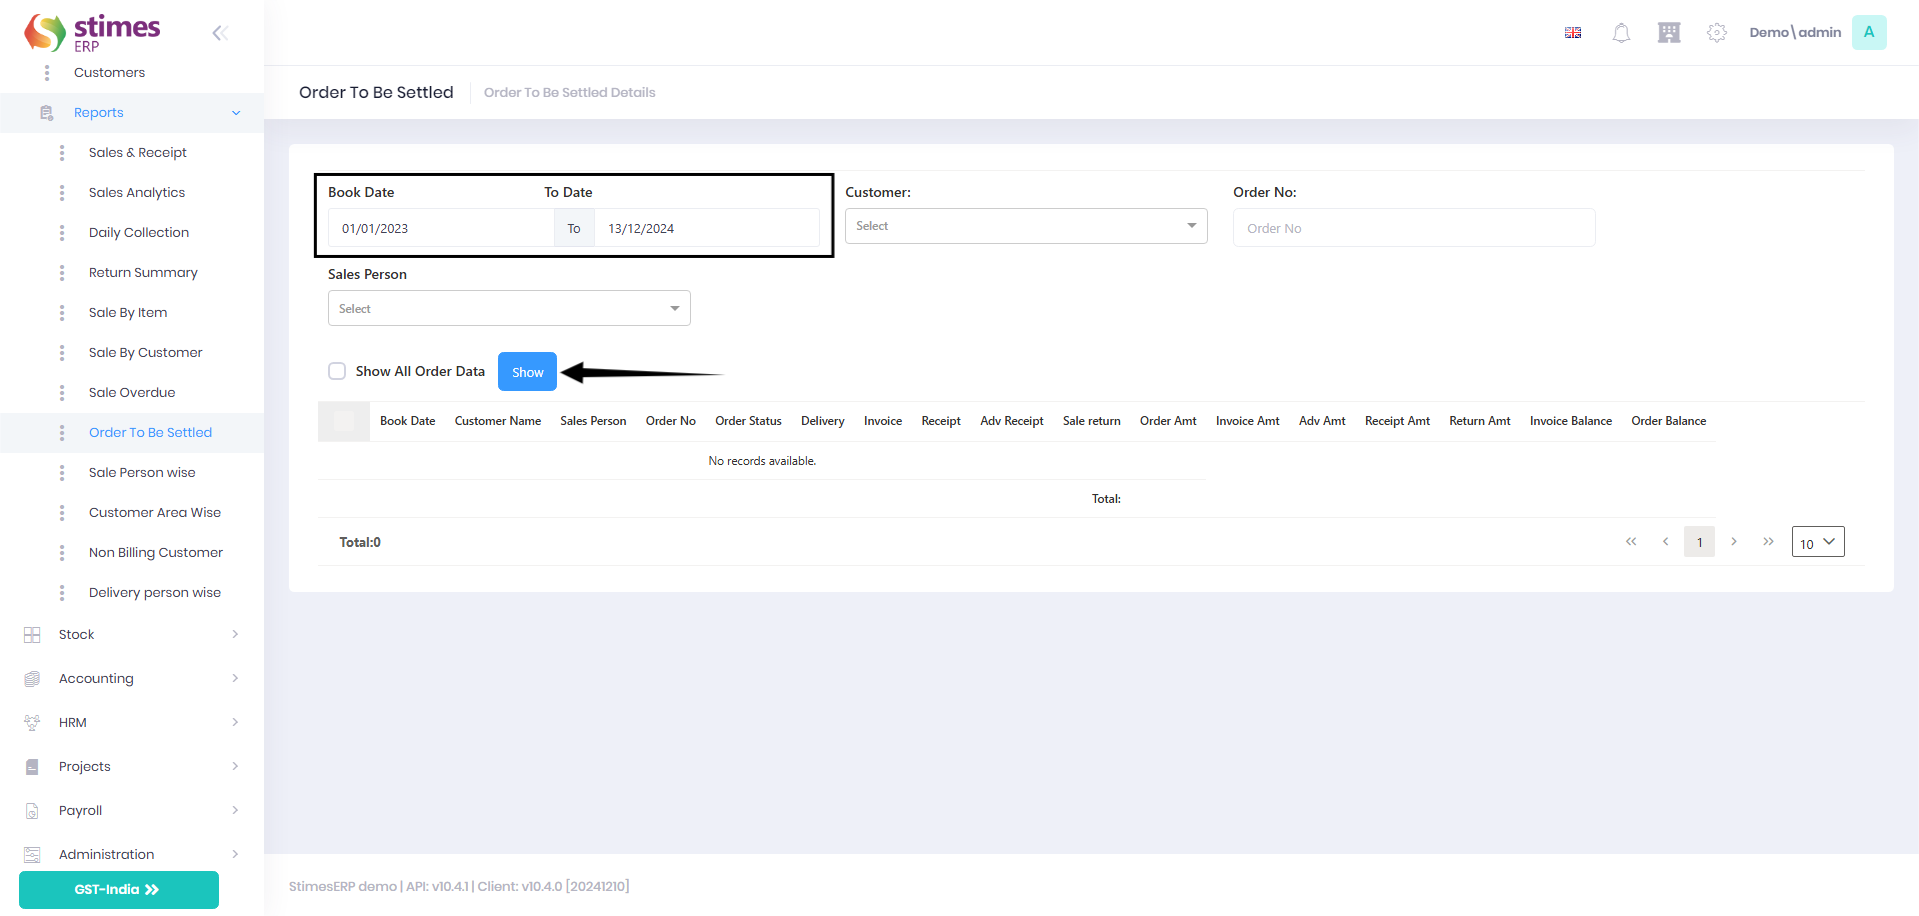 stimes
ERP
Customers
Reports
Sales & Receipt
Sales Analytics
Daily Collection
Return Summary
Sale By Item
Sale By Customer
Sale Overdue
Order To Be Settled
Sale Person wise
Customer Area Wise
Non Billing Customer
Delivery person wise
Stock
Accounting
HRM
Projects
Payroll
Administration
GST-India
Demo\admin A
Order To Be Settled Order To Be Settled Details
Book Date To Date Customer: Order No:
01/01/2023 To 13/12/2024 Select Order No
Sales Person
Select
Show All Order Data Show
Book Date Customer Name Sales Person Order No Order Status Delivery Invoice Receipt Adv Receipt Sale return Order Amt Invoice Amt Adv Amt Receipt Amt Return Amt Invoice Balance Order Balance
No records available.
Total:
Total:0 1 10
StimesERP demo | API: v10.4.1 | Client: v10.4.0 [20241210]